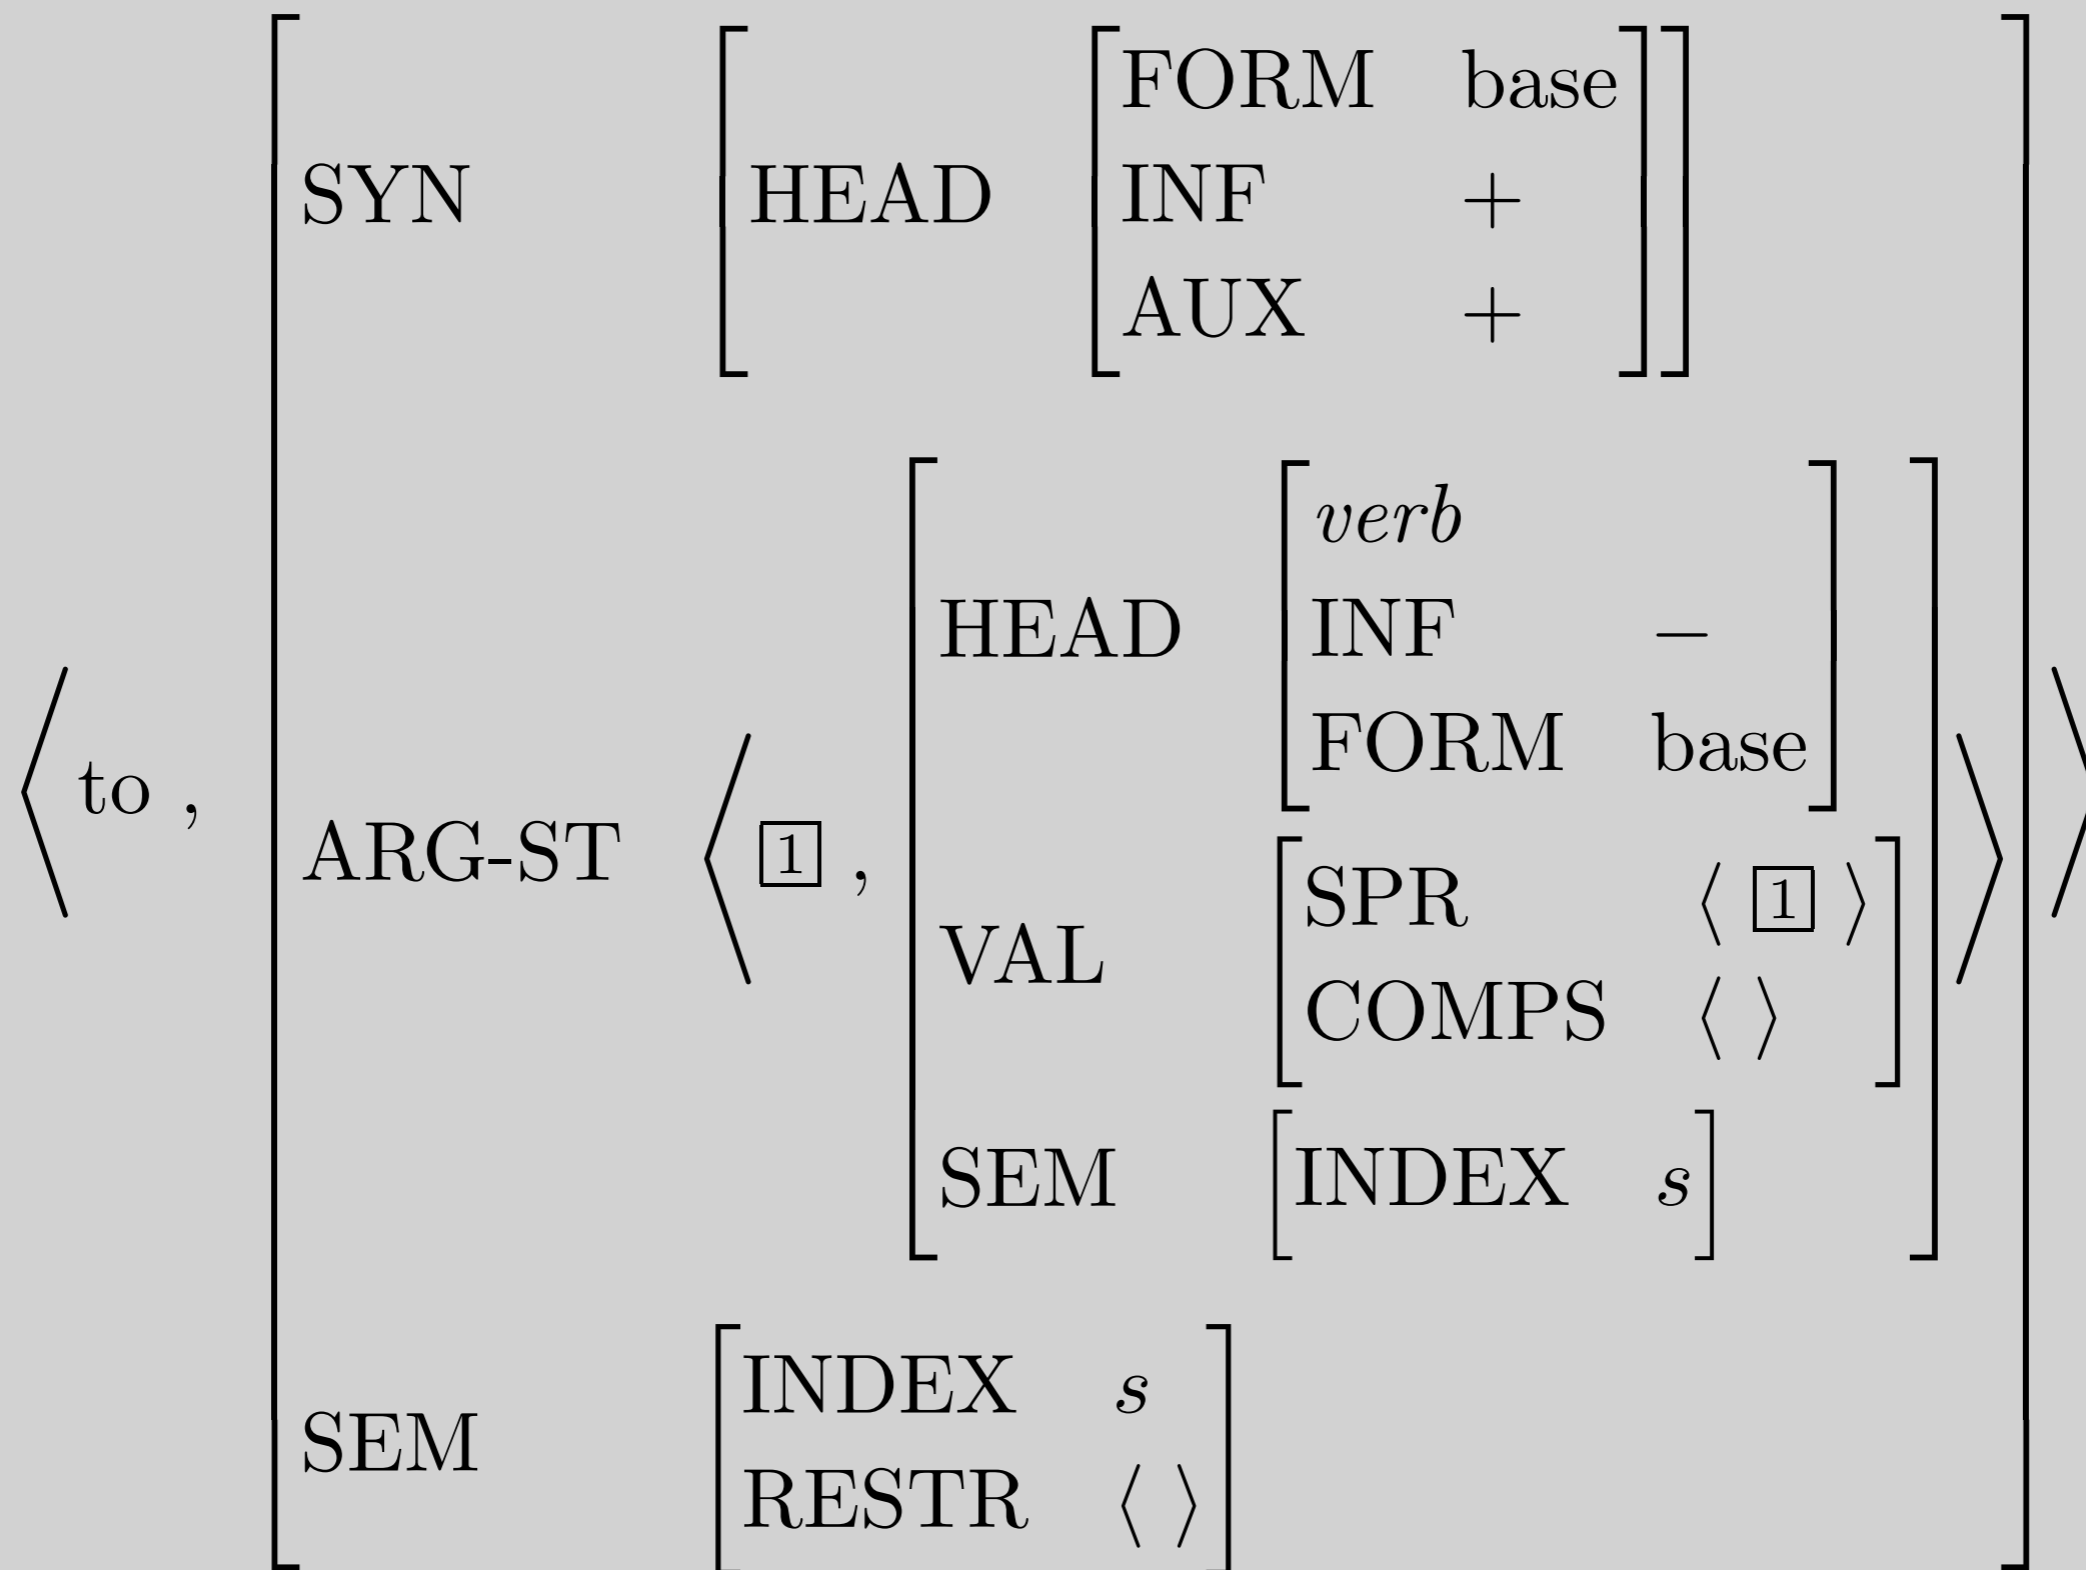 FORM base
SYN HEAD INF +
AUX +
verb
HEAD INF −
FORM base
⟨ to ,
ARG-ST ⟨ 1 , SPR ⟨ 1 ⟩ ⟩ ⟩
VAL
COMPS ⟨ ⟩
SEM INDEX s
INDEX s
SEM
RESTR ⟨ ⟩